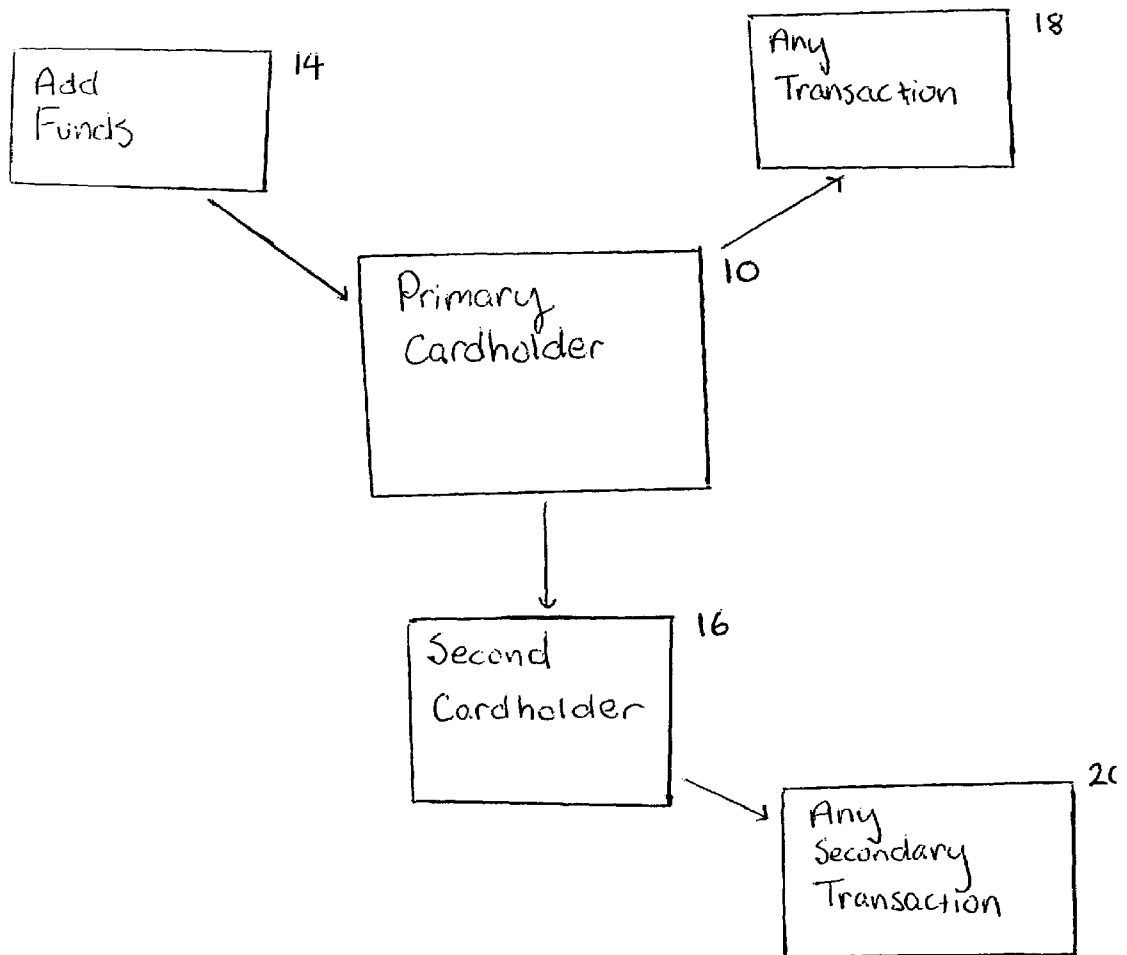 Add
Funds
14
Any
Transaction
18
Primary
Cardholder
10
Second
Cardholder
16
Any
Secondary
Transaction